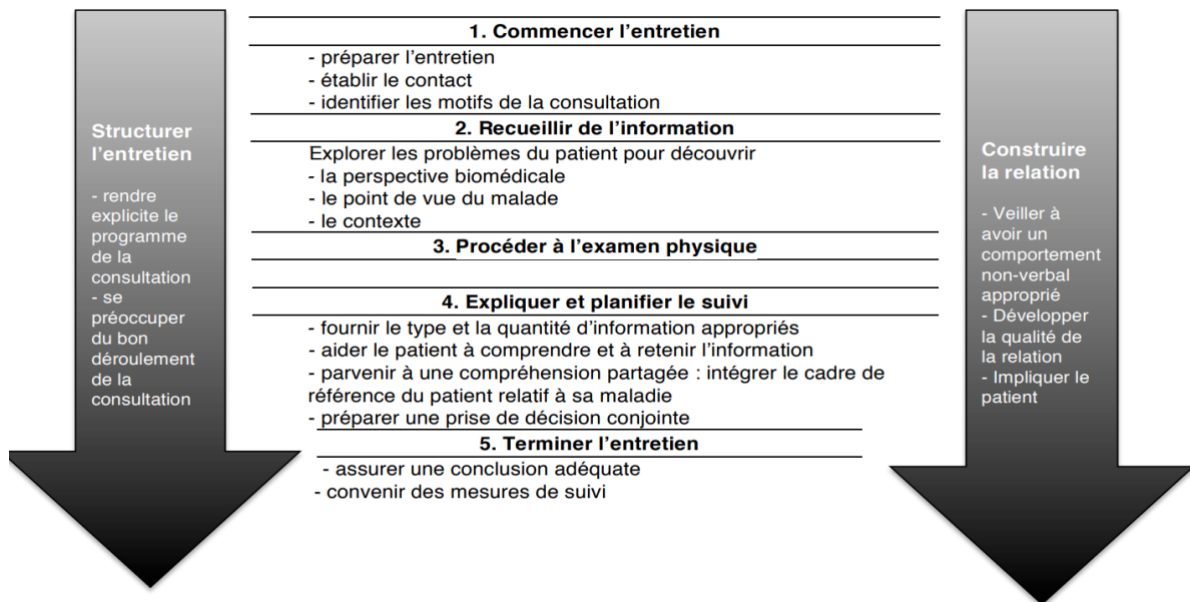 Structurer
l'entretien
- rendre
explicite le
programme
de la
consultation
- se
préoccuper
du bon
déroulement
de la
consultation
1. Commencer l'entretien
- préparer l'entretien
- établir le contact
- identifier les motifs de la consultation
2. Recueillir de l'information
Explorer les problèmes du patient pour découvrir
- la perspective biomédicale
- le point de vue du malade
- le contexte
3. Procéder à l'examen physique
4. Expliquer et planifier le suivi
- fournir le type et la quantité d'information appropriés
- aider le patient à comprendre et à retenir l'information
- parvenir à une compréhension partagée : intégrer le cadre de
référence du patient relatif à sa maladie
- préparer une prise de décision conjointe
5. Terminer l'entretien
- assurer une conclusion adéquate
- convenir des mesures de suivi
Construire
la relation
- Veiller à
avoir un
comportement
non-verbal
approprié
- Développer
la qualité de
la relation
- Impliquer le
patient